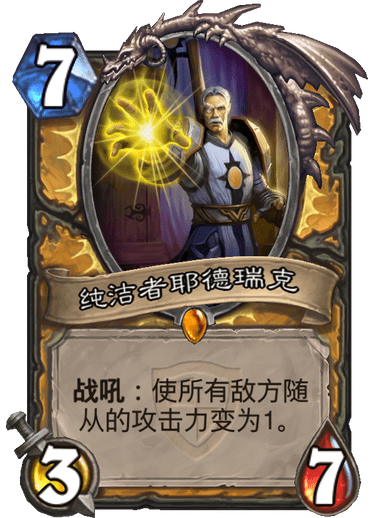 7
纯洁者耶德瑞克
战吼：使所有敌方随
从的攻击力变为1。
3
7